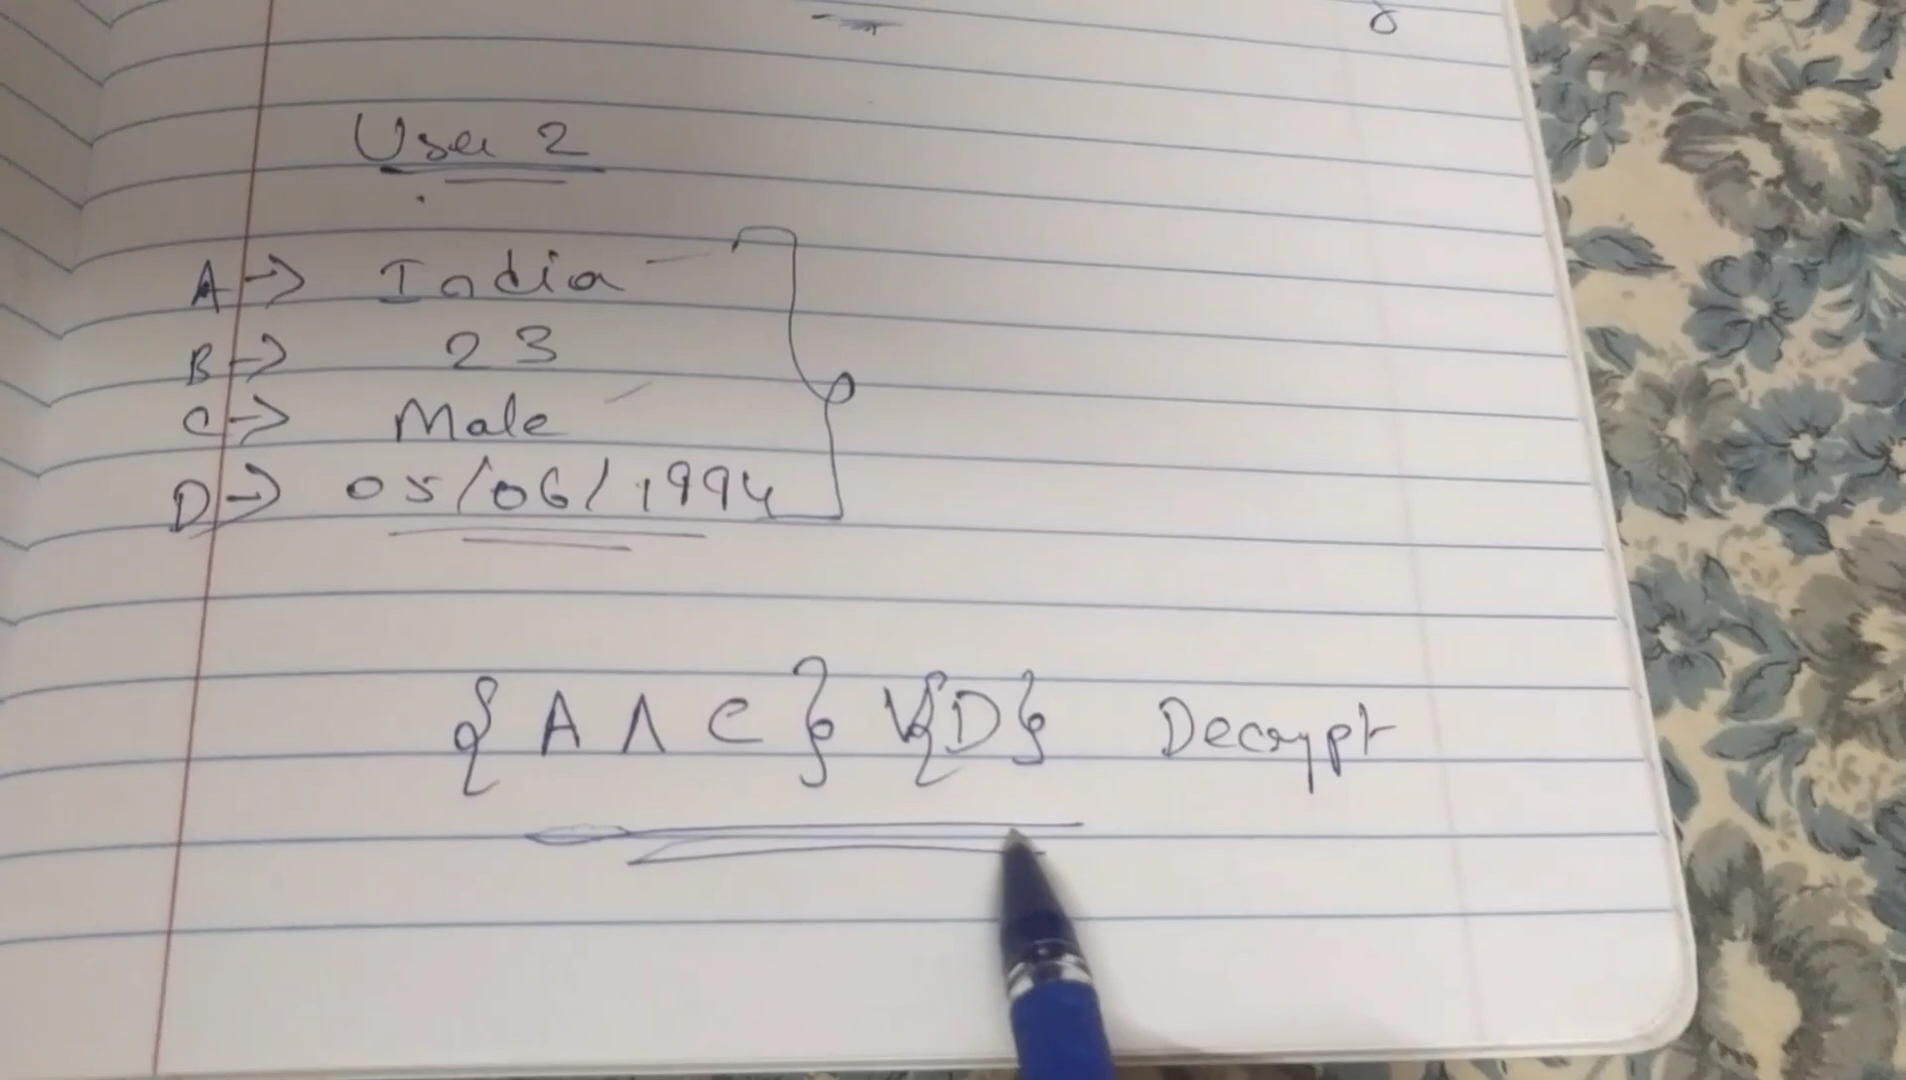 User 2
A → India
B → 23
C → Male
D → 05/06/1994
{ A ∧ C } V{D} Decrypt